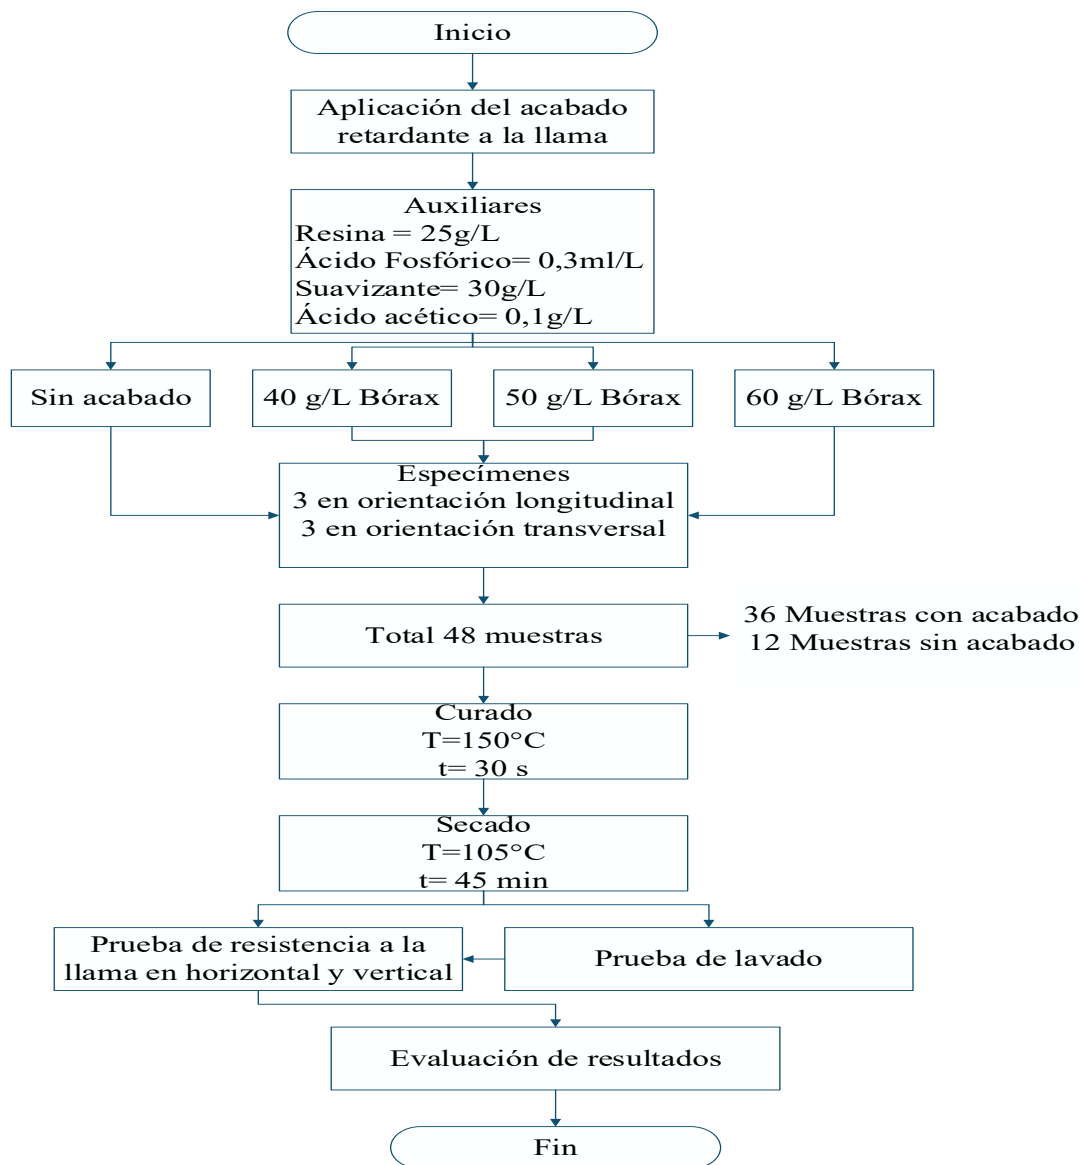 Inicio
Aplicación del acabado
retardante a la llama
Auxiliares
Resina = 25g/L
Ácido Fosfórico= 0,3ml/L
Suavizante= 30g/L
Ácido acético= 0,1g/L
Sin acabado
40 g/L Bórax
50 g/L Bórax
60 g/L Bórax
Especímenes
3 en orientación longitudinal
3 en orientación transversal
Total 48 muestras
36 Muestras con acabado
12 Muestras sin acabado
Curado
T=150°C
t= 30 s
Secado
T=105°C
t= 45 min
Prueba de resistencia a la
llama en horizontal y vertical
Prueba de lavado
Evaluación de resultados
Fin